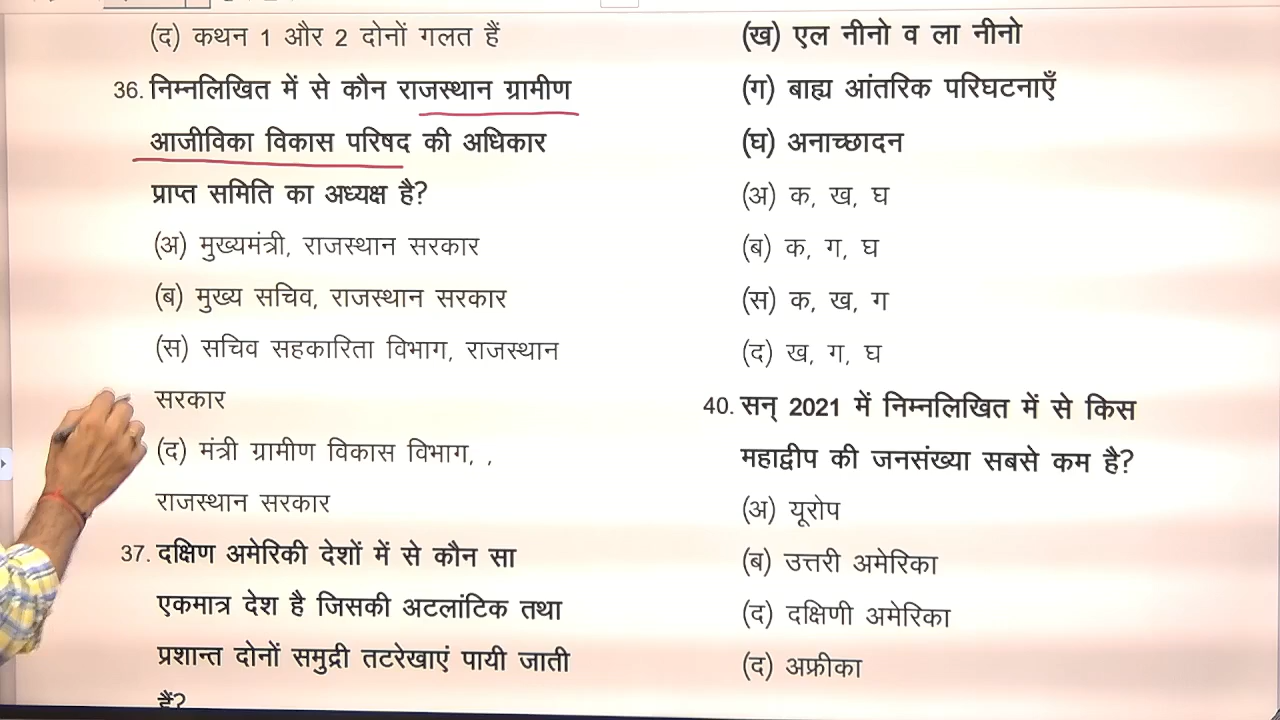 (द) कथन 1 और 2 दोनों गलत हैं
36. निम्नलिखित में से कौन राजस्थान ग्रामीण
आजीविका विकास परिषद की अधिकार
प्राप्त समिति का अध्यक्ष है?
(अ) मुख्यमंत्री, राजस्थान सरकार
(ब) मुख्य सचिव, राजस्थान सरकार
(स) सचिव सहकारिता विभाग, राजस्थान
सरकार
(द) मंत्री ग्रामीण विकास विभाग, ,
राजस्थान सरकार
37. दक्षिण अमेरिकी देशों में से कौन सा
एकमात्र देश है जिसकी अटलांटिक तथा
प्रशान्त दोनों समुद्री तटरेखाएं पायी जाती
हैं?
(ख) एल नीनो व ला नीनो
(ग) बाह्य आंतरिक परिघटनाएँ
(घ) अनाच्छादन
(अ) क, ख, घ
(ब) क, ग, घ
(स) क, ख, ग
(द) ख, ग, घ
40. सन् 2021 में निम्नलिखित में से किस
महाद्वीप की जनसंख्या सबसे कम है?
(अ) यूरोप
(ब) उत्तरी अमेरिका
(द) दक्षिणी अमेरिका
(द) अफ्रीका